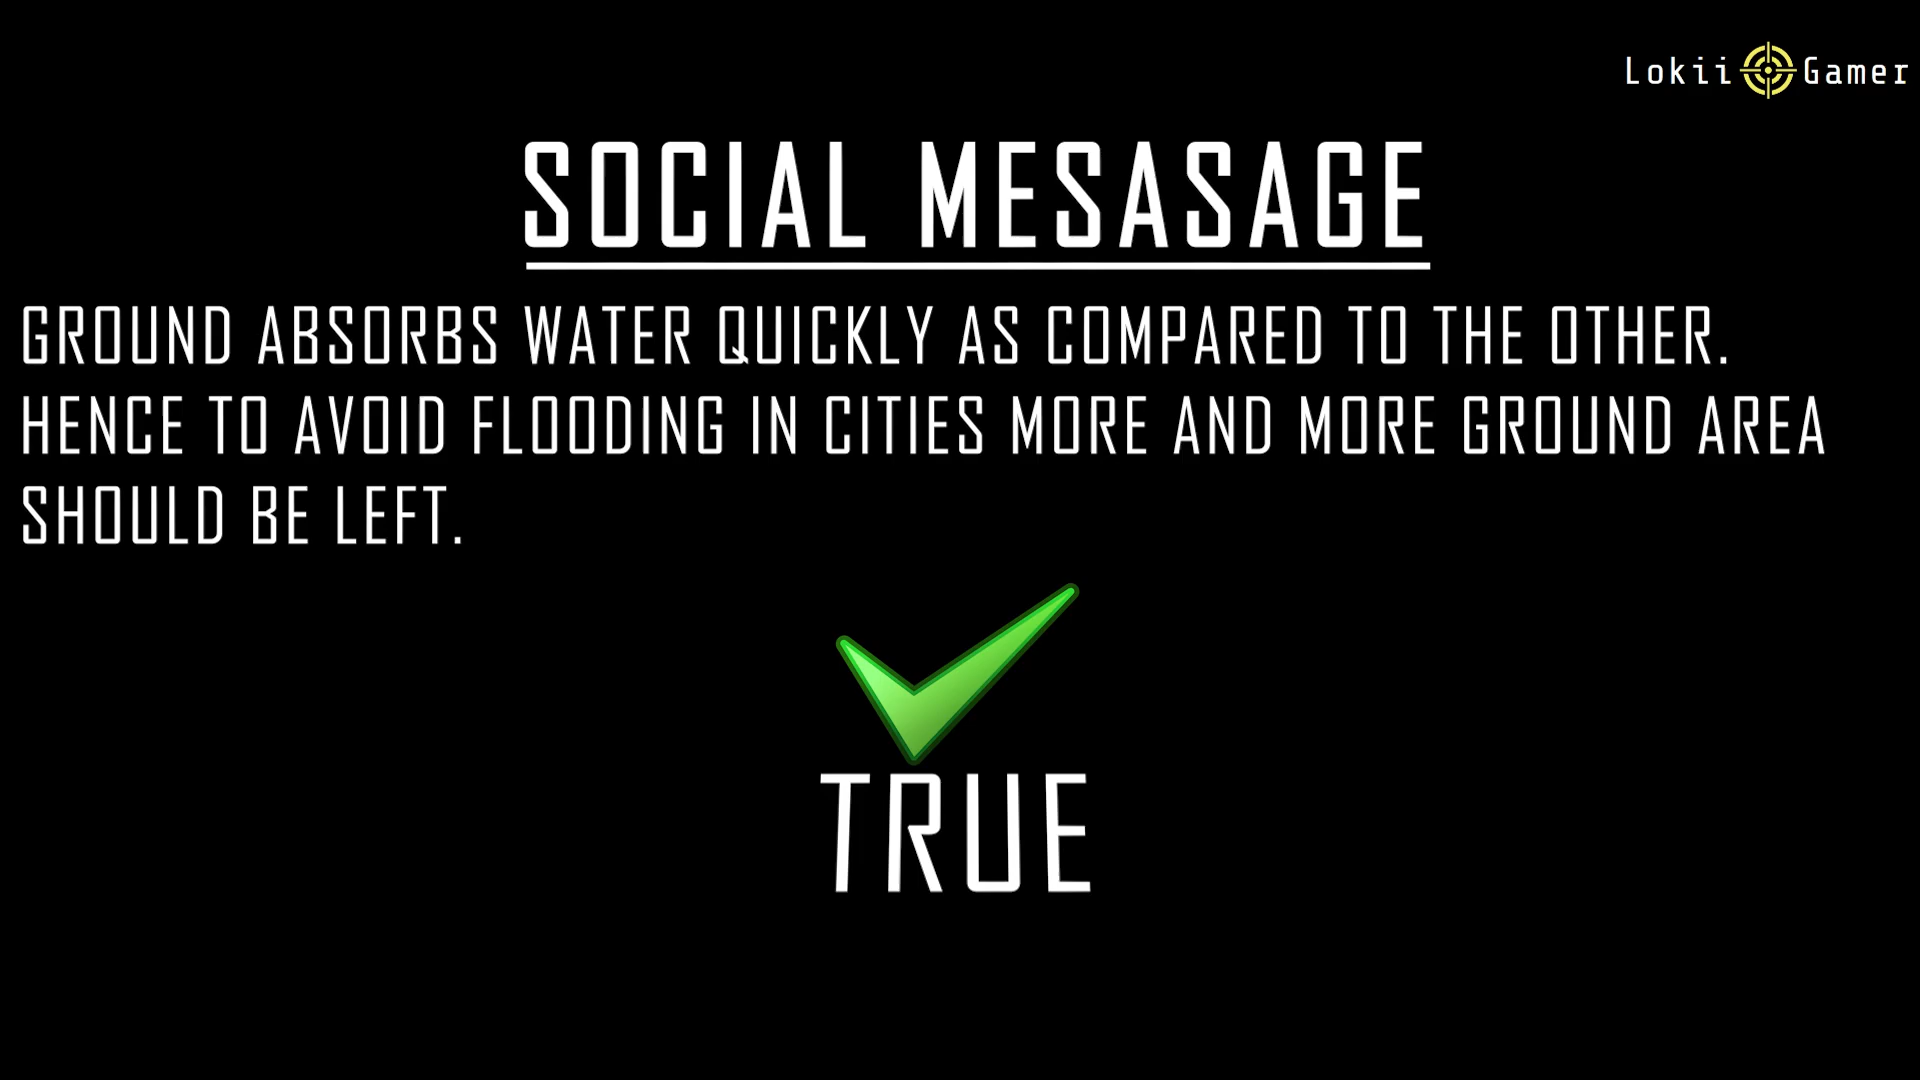 Lokii Gamer
SOCIAL MESASAGE
GROUND ABSORBS WATER QUICKLY AS COMPARED TO THE OTHER.
HENCE TO AVOID FLOODING IN CITIES MORE AND MORE GROUND AREA
SHOULD BE LEFT.
TRUE